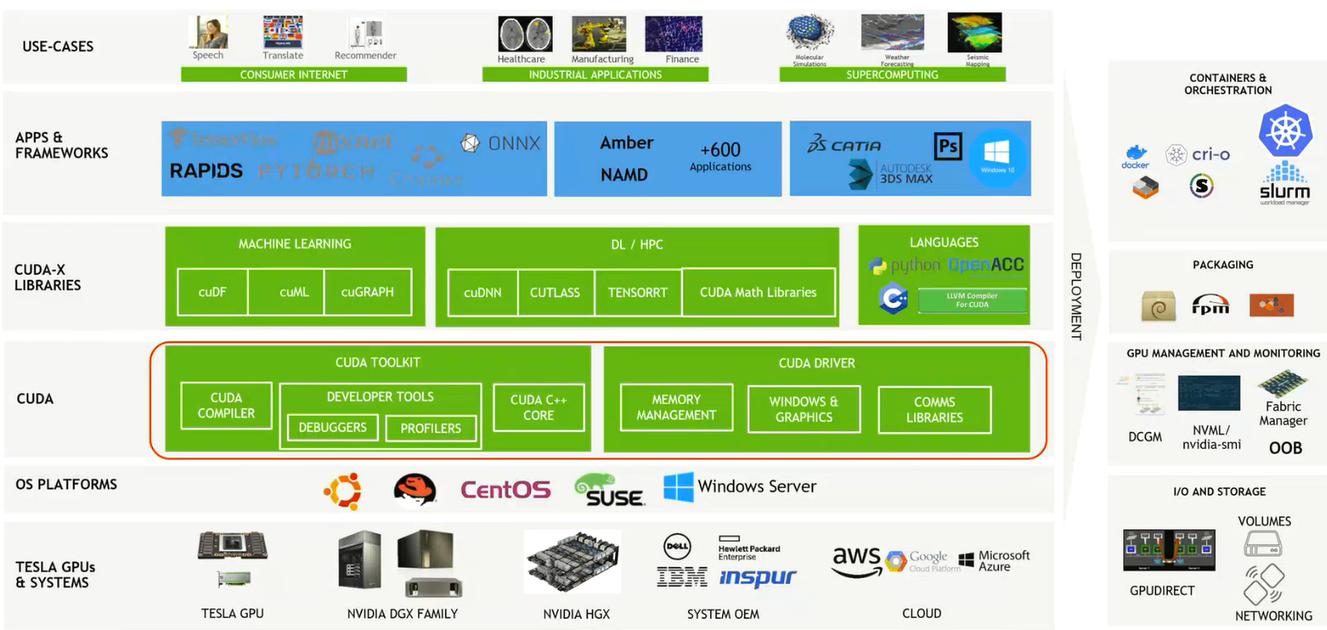 USE-CASES
Speech
Translate
Recommender
CONSUMER INTERNET
Healthcare
Manufacturing
Finance
INDUSTRIAL APPLICATIONS
Molecular
Simulations
Weather
Forecasting
Seismic
Mapping
SUPERCOMPUTING
APPS &
FRAMEWORKS
TensorFlow
mxnet
ONNX
RAPIDS
PYTORCH
Chainer
Amber
NAMD
+600
Applications
CATIA
Ps
AUTODESK
3DS MAX
Windows 10
CUDA-X
LIBRARIES
MACHINE LEARNING
cuDF
cuML
cuGRAPH
DL / HPC
cuDNN
CUTLASS
TENSORRT
CUDA Math Libraries
LANGUAGES
python
OpenACC
C++
LLVM Compiler
For CUDA
CUDA
CUDA TOOLKIT
CUDA
COMPILER
DEVELOPER TOOLS
DEBUGGERS
PROFILERS
CUDA C++
CORE
CUDA DRIVER
MEMORY
MANAGEMENT
WINDOWS &
GRAPHICS
COMMS
LIBRARIES
OS PLATFORMS
CentOS
SUSE
Windows Server
TESLA GPUs
& SYSTEMS
TESLA GPU
NVIDIA DGX FAMILY
NVIDIA HGX
DELL
Hewlett Packard
Enterprise
IBM
inspur
SYSTEM OEM
aws
Google
Cloud Platform
Microsoft
Azure
CLOUD
DEPLOYMENT
CONTAINERS &
ORCHESTRATION
docker
cri-o
S
slurm
workload manager
PACKAGING
rpm
GPU MANAGEMENT AND MONITORING
DCGM
NVML/
nvidia-smi
Fabric
Manager
OOB
I/O AND STORAGE
GPUDIRECT
VOLUMES
NETWORKING